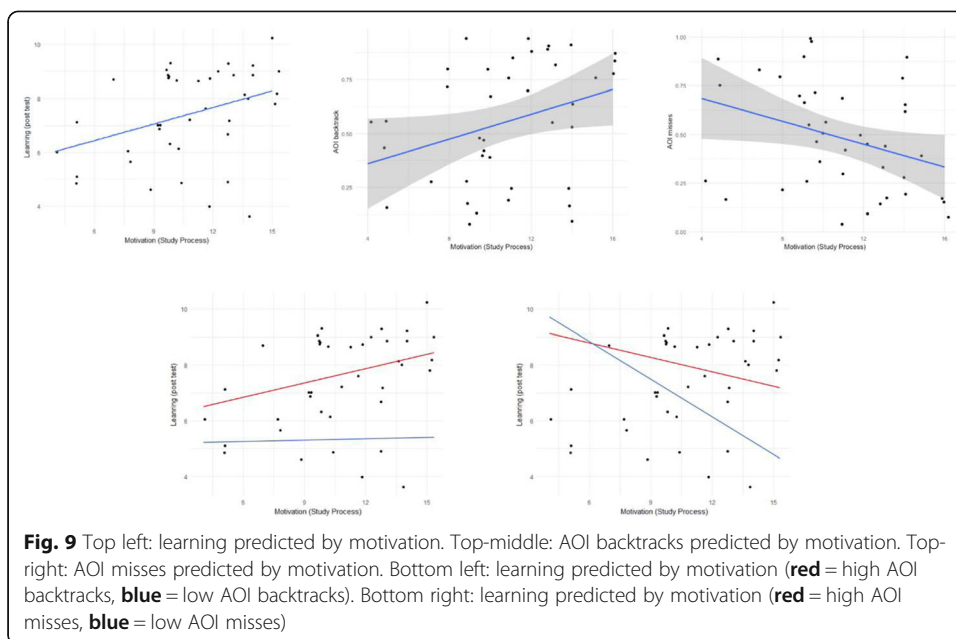 10
8
6
4
Learning (post test)
6
9
12
15
Motivation (Study Process)
0.75
0.50
0.25
AOI backtrack
4
8
12
16
Motivation (Study Process)
1.00
0.75
0.50
0.25
0.00
AOI misses
4
8
12
16
Motivation (Study Process)
10
8
6
4
Learning (post test)
6
9
12
15
Motivation (Study Process)
10
8
6
4
Learning (post test)
6
9
12
15
Motivation (Study Process)
Fig. 9 Top left: learning predicted by motivation. Top-middle: AOI backtracks predicted by motivation. Top-
right: AOI misses predicted by motivation. Bottom left: learning predicted by motivation (red = high AOI
backtracks, blue = low AOI backtracks). Bottom right: learning predicted by motivation (red = high AOI
misses, blue = low AOI misses)